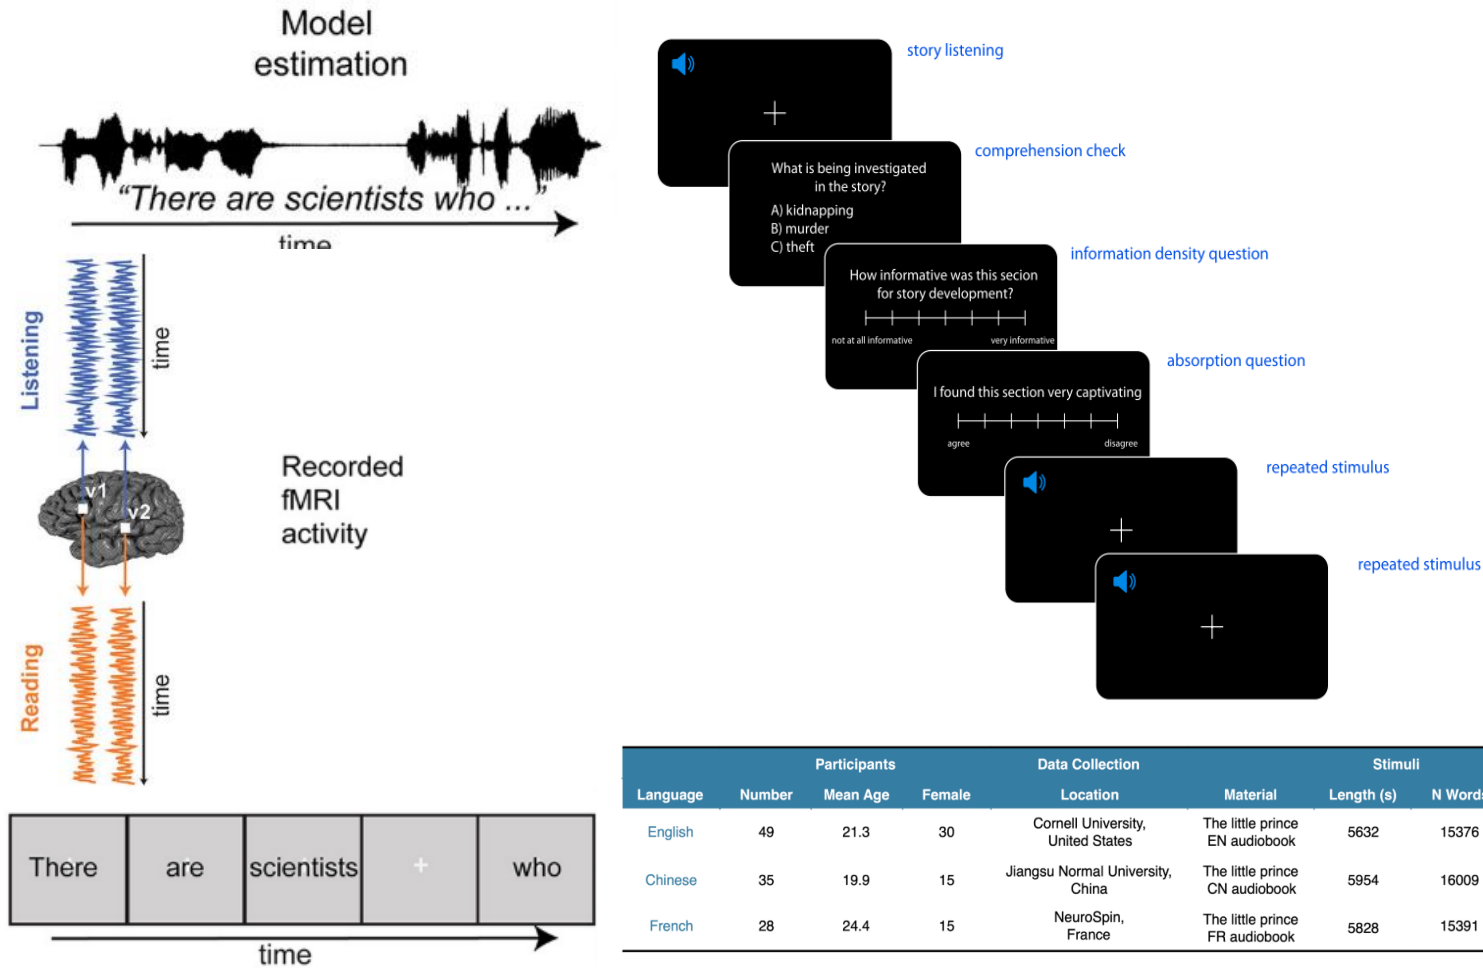 Model
estimation
“There are scientists who ...”
time
Listening
time
v1
v2
Recorded
fMRI
activity
Reading
time
There
are
scientists
+
who
time
story listening
comprehension check
What is being investigated
in the story?
A) kidnapping
B) murder
C) theft
information density question
How informative was this secion
for story development?
not at all informative
very informative
absorption question
I found this section very captivating
agree
disagree
repeated stimulus
repeated stimulus
Participants Data Collection Stimuli
Language Number Mean Age Female Location Material Length (s) N Words
English 49 21.3 30 Cornell University, United States The little prince EN audiobook 5632 15376
Chinese 35 19.9 15 Jiangsu Normal University, China The little prince CN audiobook 5954 16009
French 28 24.4 15 NeuroSpin, France The little prince FR audiobook 5828 15391